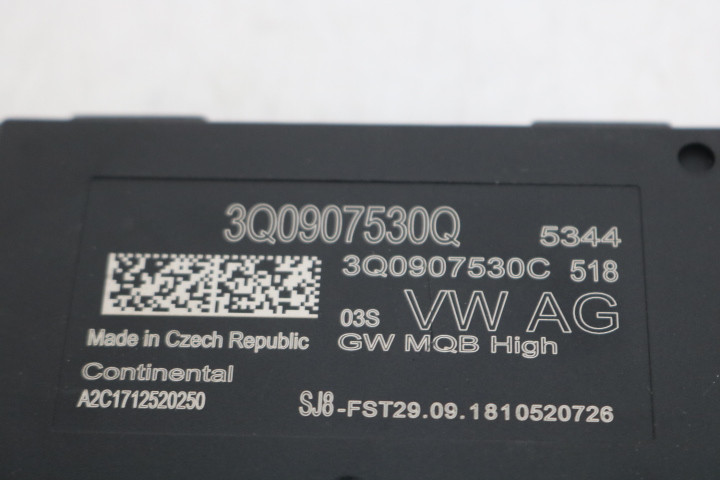 3Q0907530Q 5344
3Q0907530C 518
03S VW AG
Made in Czech Republic GW MQB High
Continental
A2C1712520250 SJ8-FST29.09.1810520726